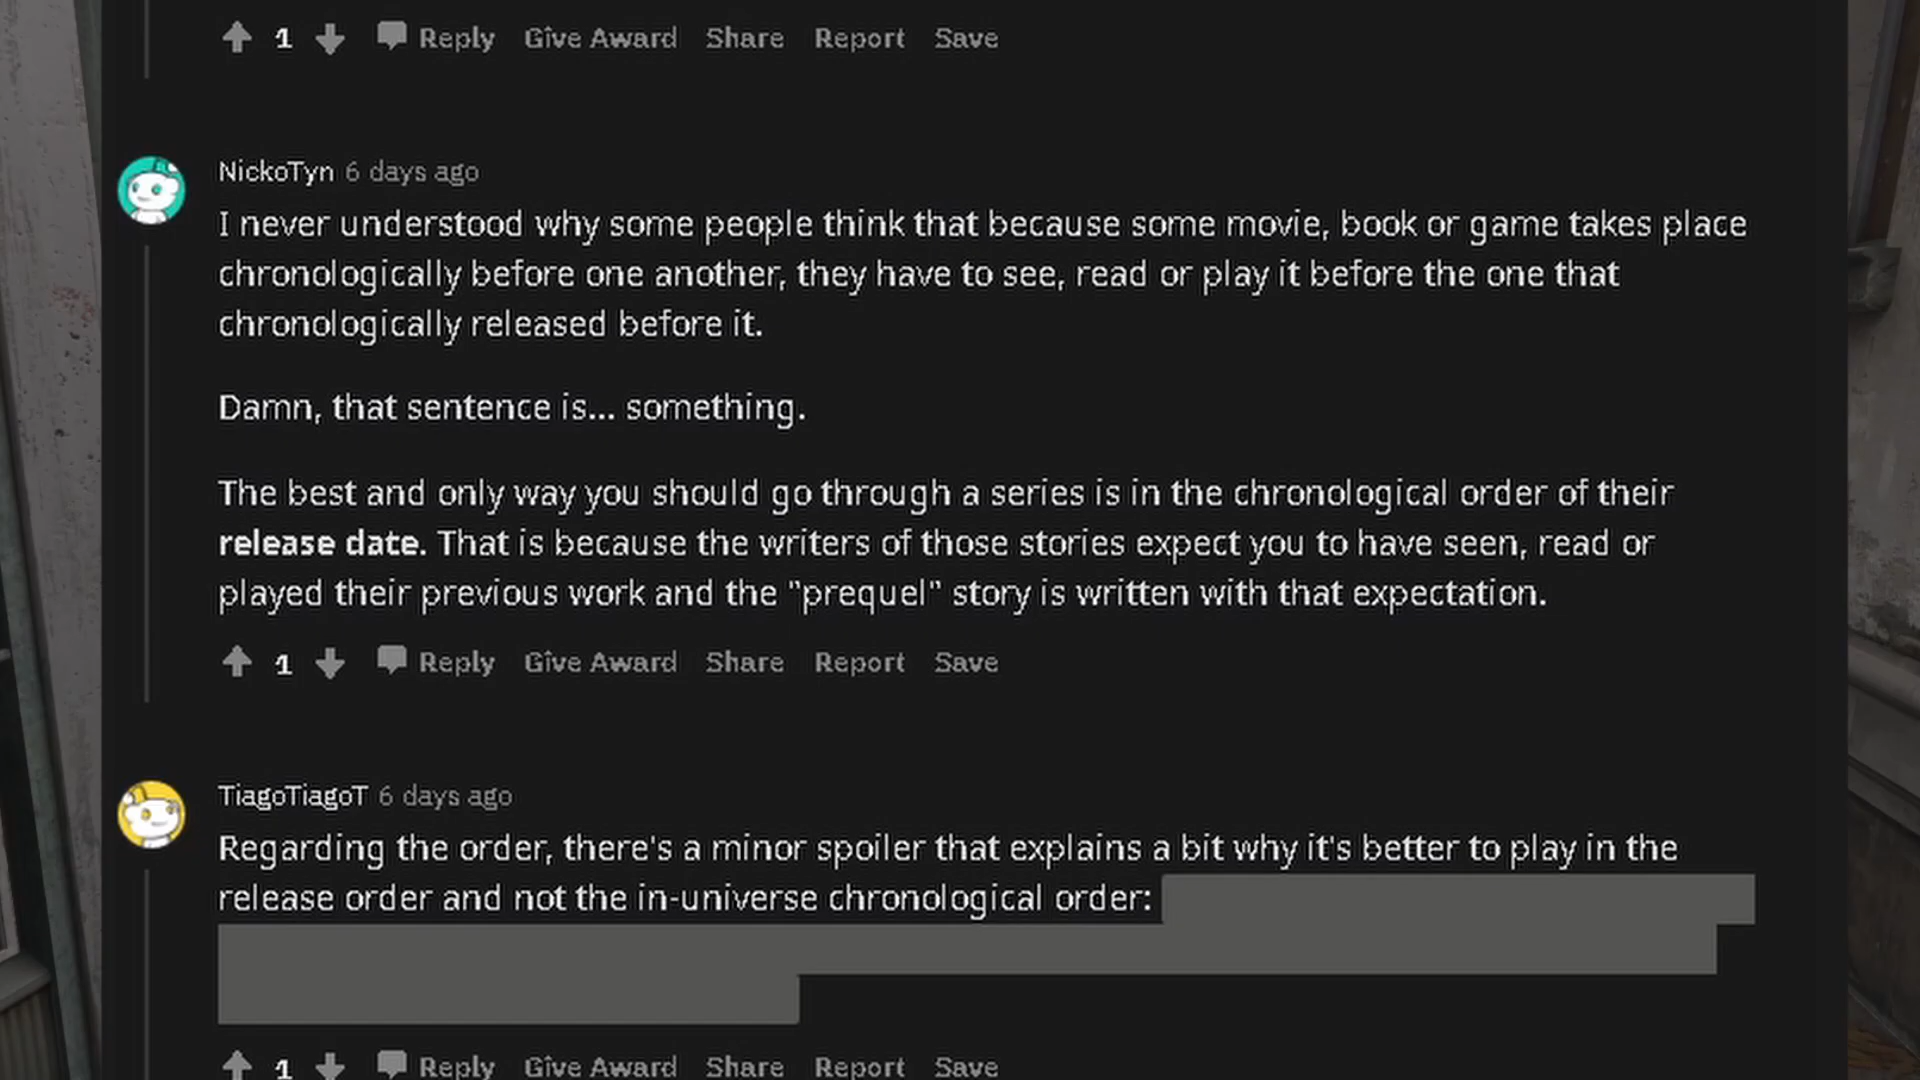 1 Reply Give Award Share Report Save
NickoTyn 6 days ago
I never understood why some people think that because some movie, book or game takes place
chronologically before one another, they have to see, read or play it before the one that
chronologically released before it.
Damn, that sentence is... something.
The best and only way you should go through a series is in the chronological order of their
release date. That is because the writers of those stories expect you to have seen, read or
played their previous work and the "prequel" story is written with that expectation.
1 Reply Give Award Share Report Save
TiagoTiagoT 6 days ago
Regarding the order, there's a minor spoiler that explains a bit why it's better to play in the
release order and not the in-universe chronological order:
1 Reply Give Award Share Report Save